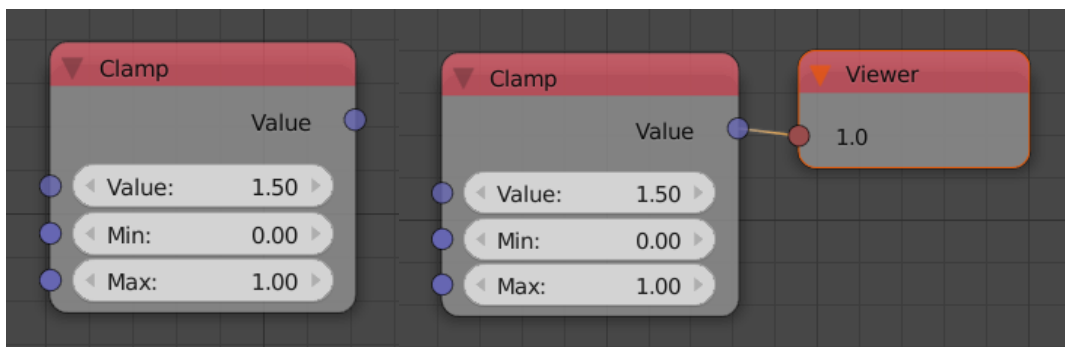 Clamp
Value
Value: 1.50
Min: 0.00
Max: 1.00
Clamp
Value
Value: 1.50
Min: 0.00
Max: 1.00
Viewer
1.0